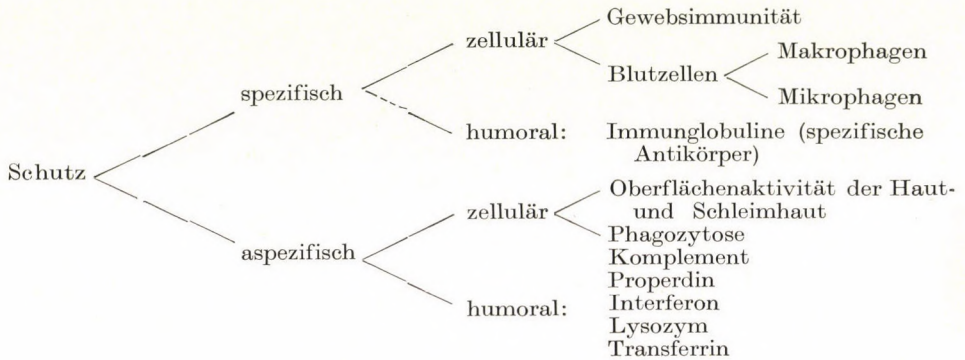 Gewebsimmunität
zellulär
Makrophagen
Blutzellen
spezifisch
Mikrophagen
humoral: Immunglobuline (spezifische
Antikörper)
Schutz
Oberflächenaktivität der Haut-
zellulär
und Schleimhaut
Phagozytose
aspezifisch
Komplement
Properdin
humoral: Interferon
Lysozym
Transferrin